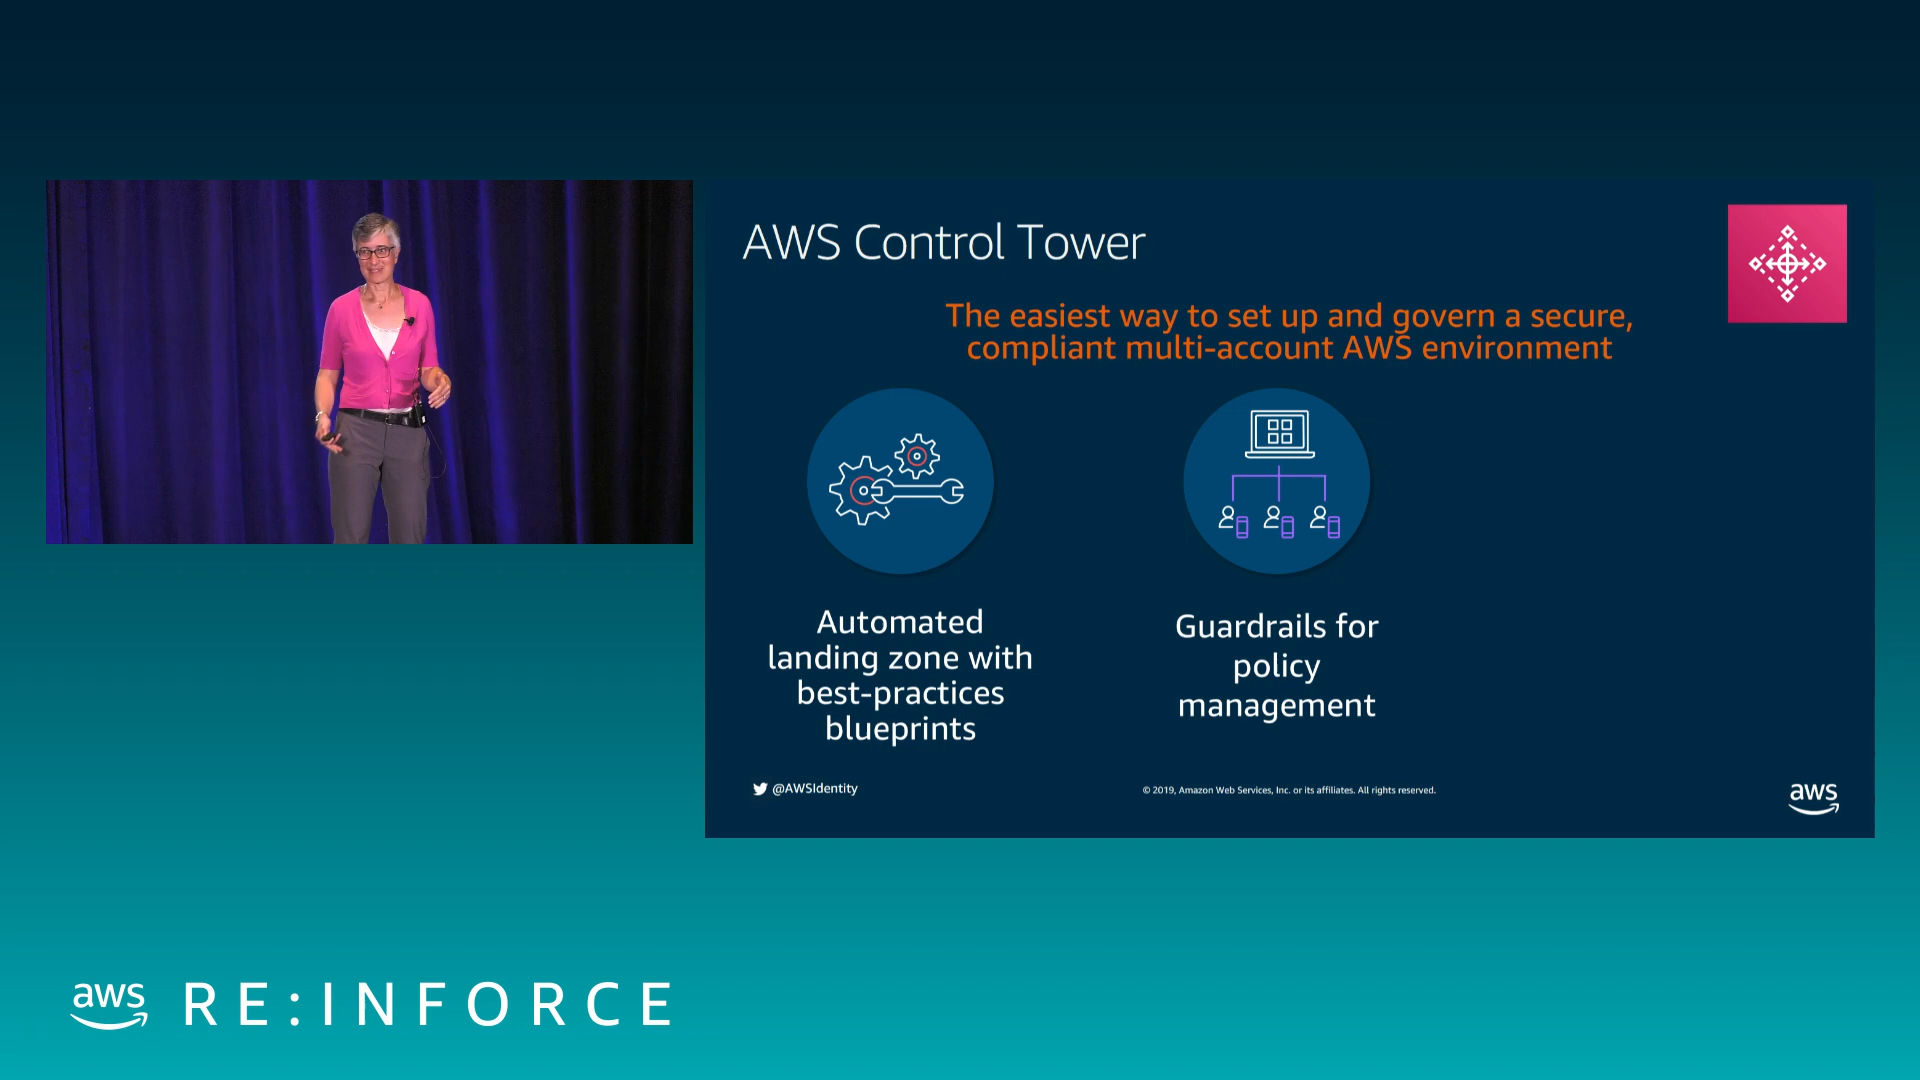 AWS Control Tower
The easiest way to set up and govern a secure,
compliant multi-account AWS environment
Automated
landing zone with
best-practices
blueprints
Guardrails for
policy
management
@AWSIdentity
© 2019, Amazon Web Services, Inc. or its affiliates. All rights reserved.
aws
aws RE:INFORCE